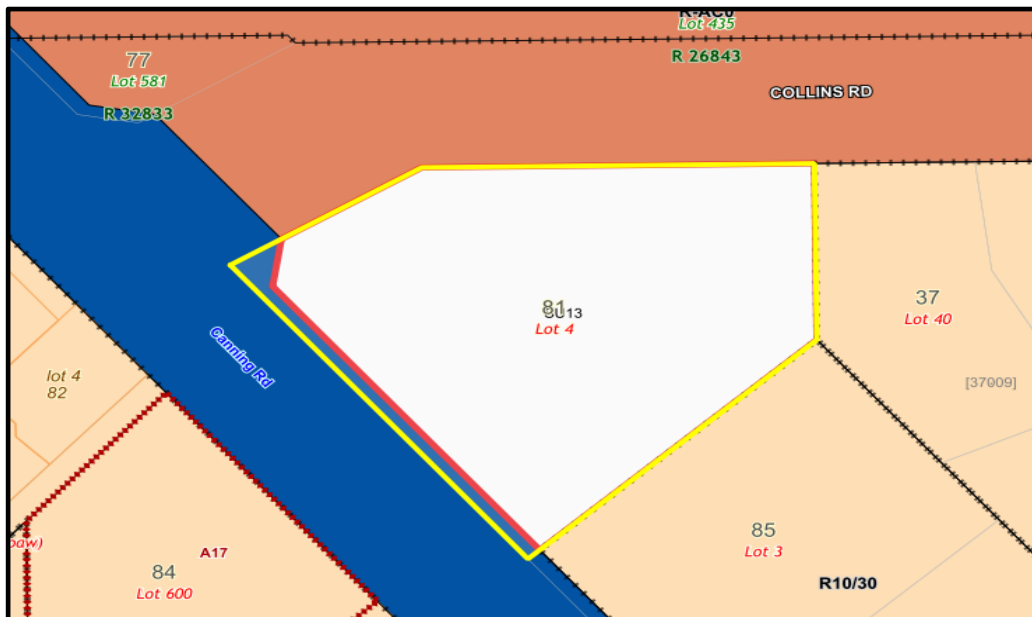 R-AC0
Lot 435
77
Lot 581
R 26843
R 32833
COLLINS RD
81
SU13
Lot 4
37
Lot 40
[37009]
Canning Rd
lot 4
82
85
Lot 3
R10/30
A17
84
Lot 600